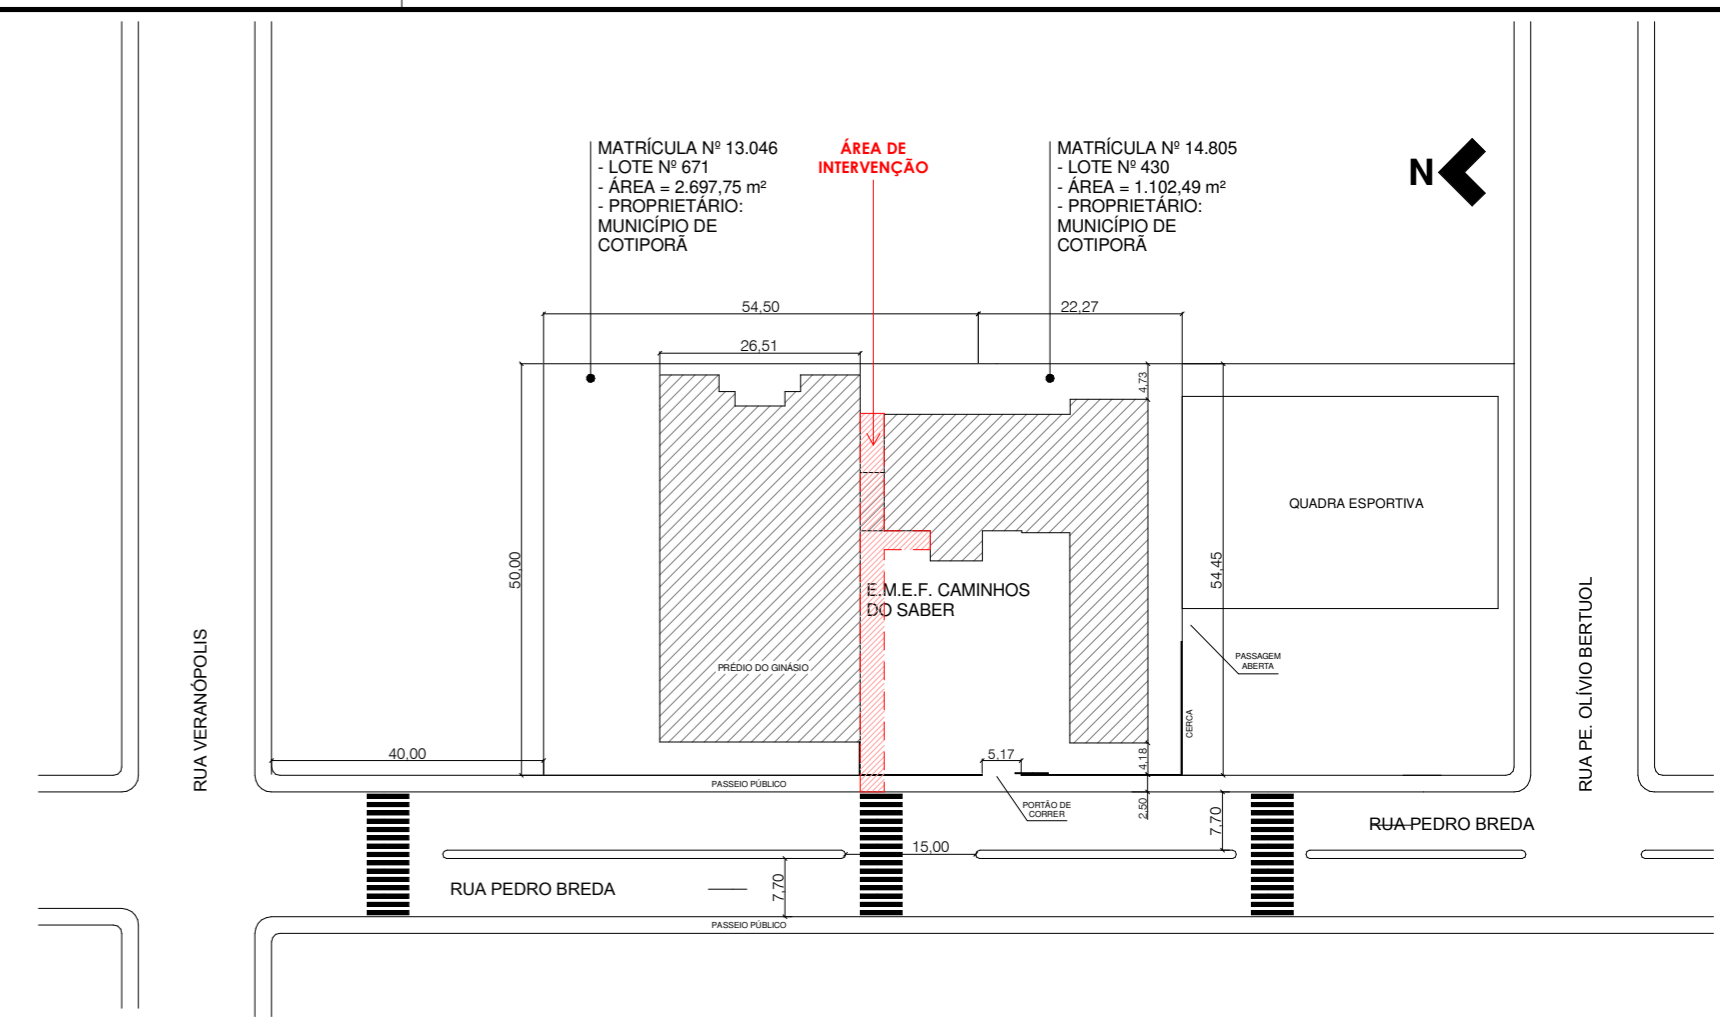 MATRÍCULA Nº 13.046
- LOTE Nº 671
- ÁREA = 2.697,75 m²
- PROPRIETÁRIO:
MUNICÍPIO DE
COTIPORÃ
ÁREA DE
INTERVENÇÃO
MATRÍCULA Nº 14.805
- LOTE Nº 430
- ÁREA = 1.102,49 m²
- PROPRIETÁRIO:
MUNICÍPIO DE
COTIPORÃ
N
54,50
22,27
26,51
4,73
QUADRA ESPORTIVA
50,00
54,45
E.M.E.F. CAMINHOS
DO SABER
PRÉDIO DO GINÁSIO
PASSAGEM
ABERTA
CERCA
RUA VERANÓPOLIS
RUA PE. OLÍVIO BERTUOL
40,00
5,17
4,18
PASSEIO PÚBLICO
PORTÃO DE
CORRER
2,50
7,70
RUA PEDRO BREDA
15,00
RUA PEDRO BREDA
7,70
PASSEIO PÚBLICO